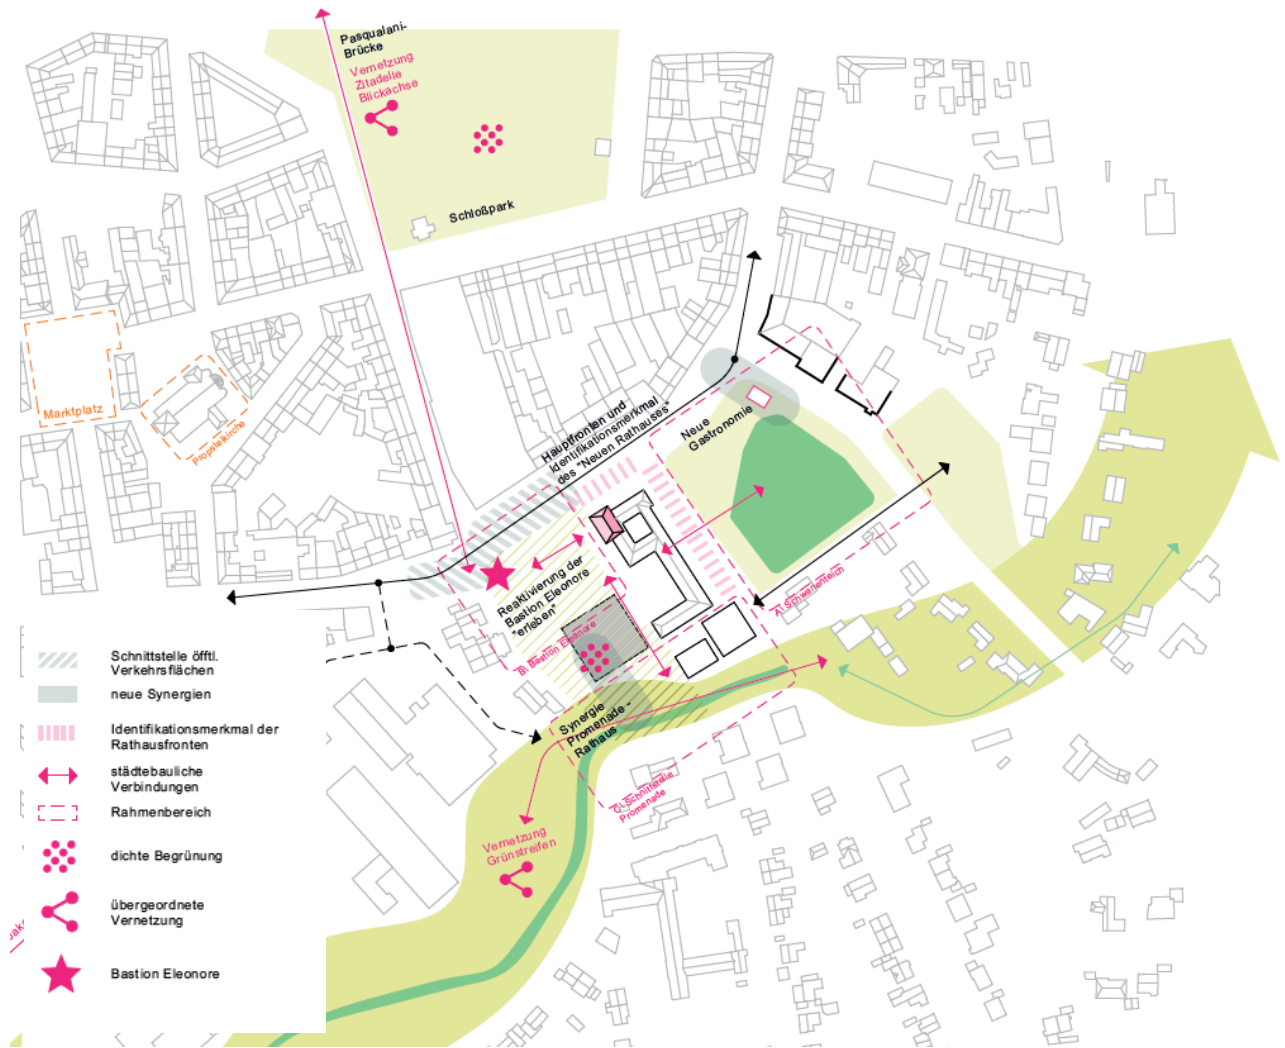 Pasqualani-
Brücke
Vernetzung
Zitadelle
Blickachse
Schloßpark
Marktplatz
Propsteikirche
Hauptfronten und
Identifikationsmerkmal
des "Neuen Rathauses"
Neue
Gastronomie
Reaktivierung der
Bastion Eleonore
"erleben"
B: Bastion Eleonore
A: Schwanenteich
Synergie
Promenade -
Rathaus
C: Schnittstelle
Promenade
Vernetzung
Grünstreifen
Schnittstelle öfftl.
Verkehrsflächen
neue Synergien
Identifikationsmerkmal der
Rathausfronten
städtebauliche
Verbindungen
Rahmenbereich
dichte Begrünung
übergeordnete
Vernetzung
Bastion Eleonore